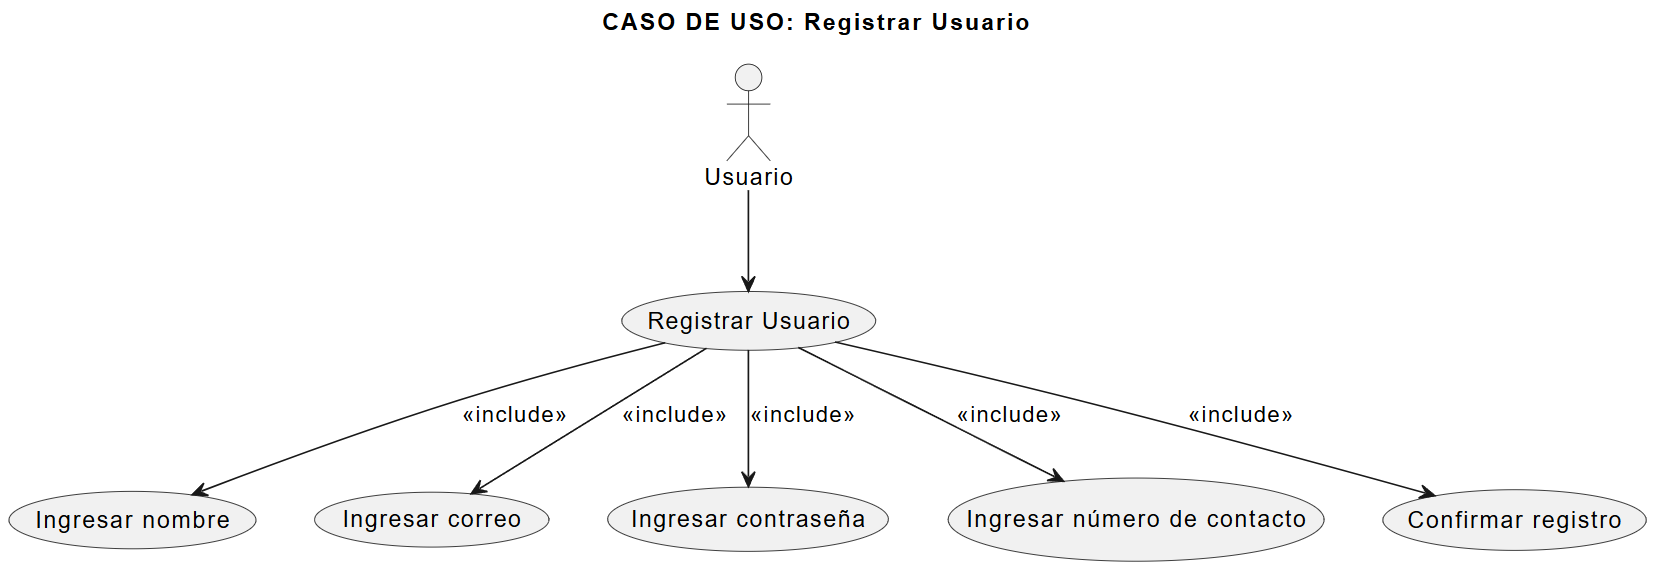 CASO DE USO: Registrar Usuario
Usuario
Registrar Usuario
«include»
«include»
«include»
«include»
«include»
Ingresar nombre
Ingresar correo
Ingresar contraseña
Ingresar número de contacto
Confirmar registro